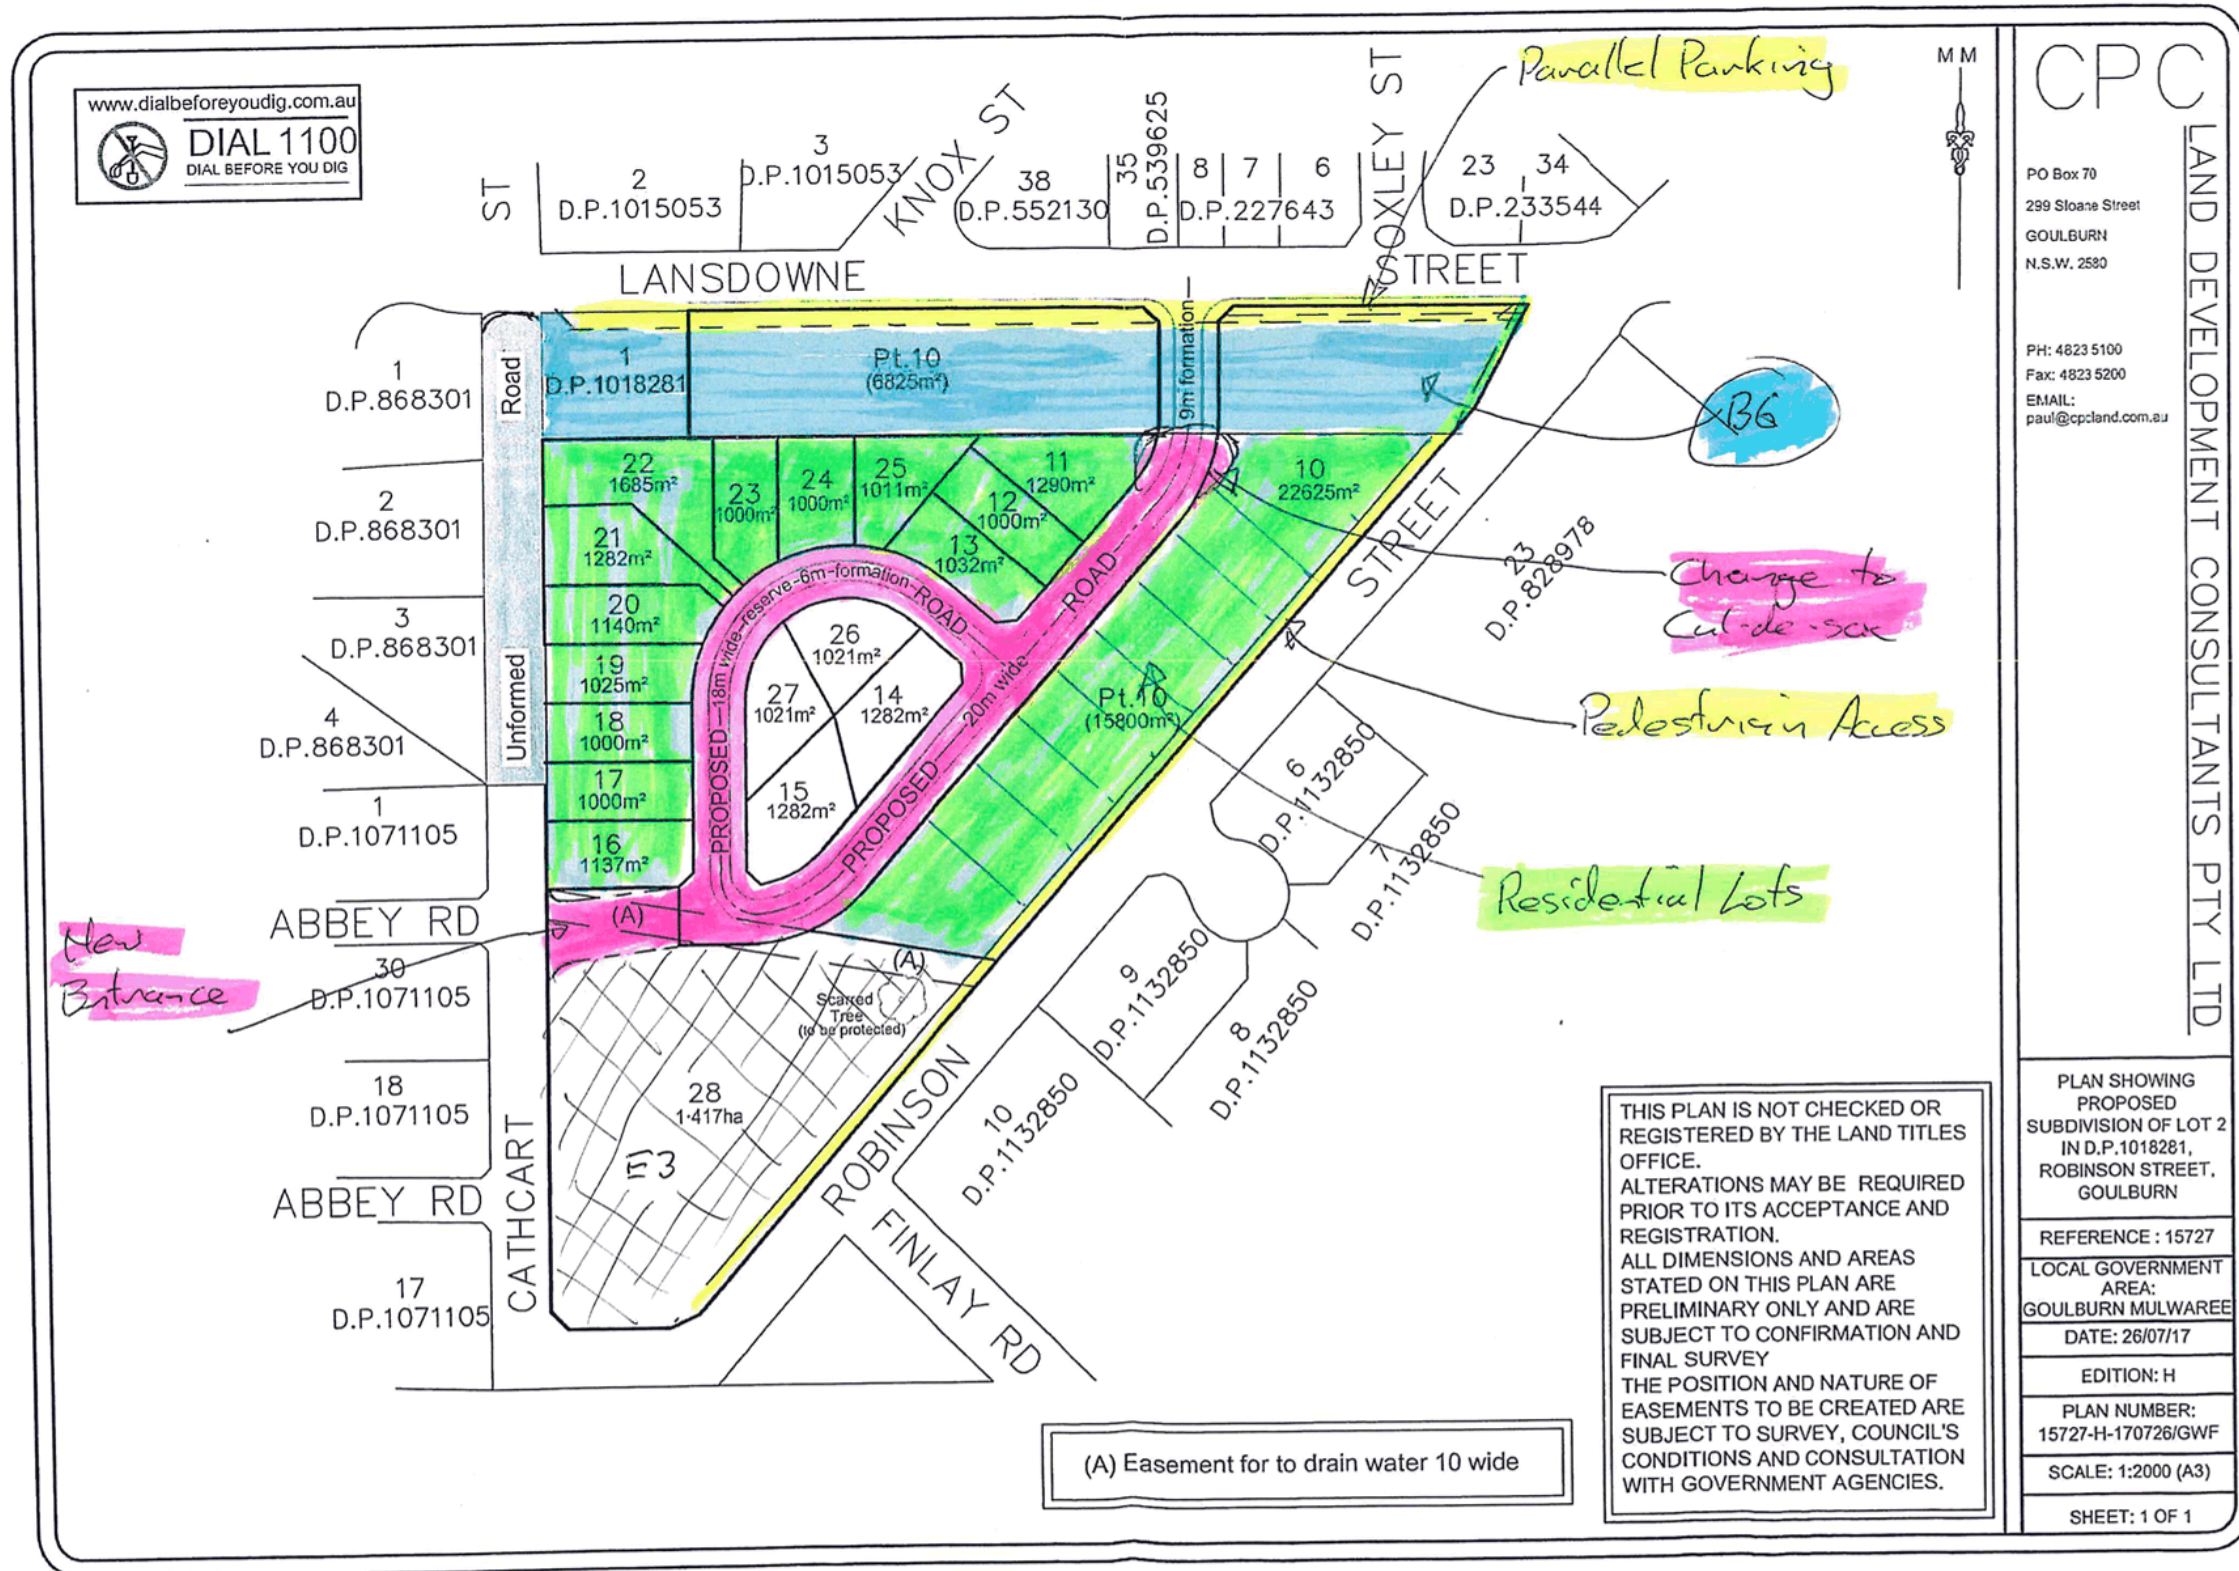 www.dialbeforeyoudig.com.au
DIAL 1100
DIAL BEFORE YOU DIG
Parallel Parking
M M
ST
2
D.P.1015053
3
D.P.1015053
KNOX ST
38
D.P.552130
35
D.P.539625
8
7
6
D.P.227643
OXLEY ST
23
34
D.P.233544
LANSDOWNE
STREET
1
D.P.868301
Road
1
D.P.1018281
Pt.10
(6825m²)
9m formation
B6
2
D.P.868301
22
1685m²
23
1000m²
24
1000m²
25
1011m²
11
1290m²
12
1000m²
13
1032m²
10
22625m²
STREET
23
D.P.828978
Change to
Cul-de-sac
21
1282m²
20
1140m²
3
D.P.868301
4
D.P.868301
Unformed
19
1025m²
18
1000m²
17
1000m²
16
1137m²
PROPOSED-18m wide-reserve-6m-formation-ROAD
26
1021m²
27
1021m²
14
1282m²
15
1282m²
PROPOSED 20m wide ROAD
Pt.10
(15800m²)
Pedestrian Access
1
D.P.1071105
6
D.P.1132850
7
D.P.1132850
Residential Lots
ABBEY RD
New
Entrance
(A)
(A)
30
D.P.1071105
Scarred
Tree
(to be protected)
9
D.P.1132850
8
D.P.1132850
10
D.P.1132850
18
D.P.1071105
28
1·417ha
E3
ABBEY RD
CATHCART
ROBINSON
FINLAY RD
17
D.P.1071105
(A) Easement for to drain water 10 wide
THIS PLAN IS NOT CHECKED OR
REGISTERED BY THE LAND TITLES
OFFICE.
ALTERATIONS MAY BE REQUIRED
PRIOR TO ITS ACCEPTANCE AND
REGISTRATION.
ALL DIMENSIONS AND AREAS
STATED ON THIS PLAN ARE
PRELIMINARY ONLY AND ARE
SUBJECT TO CONFIRMATION AND
FINAL SURVEY
THE POSITION AND NATURE OF
EASEMENTS TO BE CREATED ARE
SUBJECT TO SURVEY, COUNCIL'S
CONDITIONS AND CONSULTATION
WITH GOVERNMENT AGENCIES.
CPC
LAND DEVELOPMENT CONSULTANTS PTY LTD
PO Box 70
299 Sloane Street
GOULBURN
N.S.W. 2580
PH: 4823 5100
Fax: 4823 5200
EMAIL:
paul@cpcland.com.au
PLAN SHOWING
PROPOSED
SUBDIVISION OF LOT 2
IN D.P.1018281,
ROBINSON STREET,
GOULBURN
REFERENCE : 15727
LOCAL GOVERNMENT
AREA:
GOULBURN MULWAREE
DATE: 26/07/17
EDITION: H
PLAN NUMBER:
15727-H-170726/GWF
SCALE: 1:2000 (A3)
SHEET: 1 OF 1